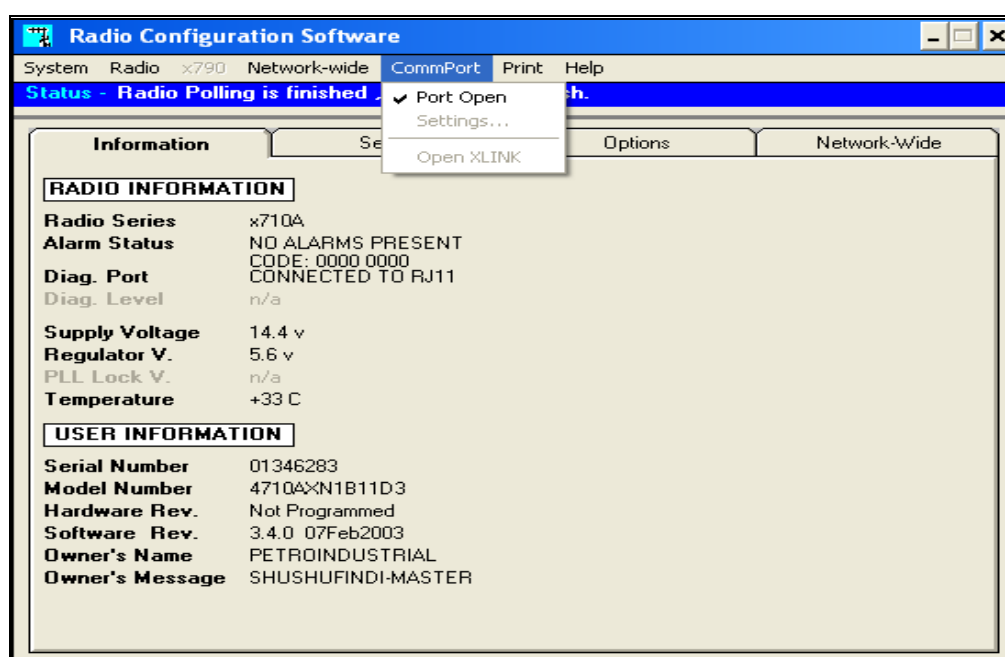 Radio Configuration Software
System Radio x790 Network-wide CommPort Print Help
Status - Radio Polling is finished
Port Open
Settings...
Open XLINK
Information
Options
Network-Wide
RADIO INFORMATION
Radio Series x710A
Alarm Status NO ALARMS PRESENT
CODE: 0000 0000
Diag. Port CONNECTED TO RJ11
Diag. Level n/a
Supply Voltage 14.4 v
Regulator V. 5.6 v
PLL Lock V. n/a
Temperature +33 C
USER INFORMATION
Serial Number 01346283
Model Number 4710AXN1B11D3
Hardware Rev. Not Programmed
Software Rev. 3.4.0 07Feb2003
Owner's Name PETROINDUSTRIAL
Owner's Message SHUSHUFINDI-MASTER